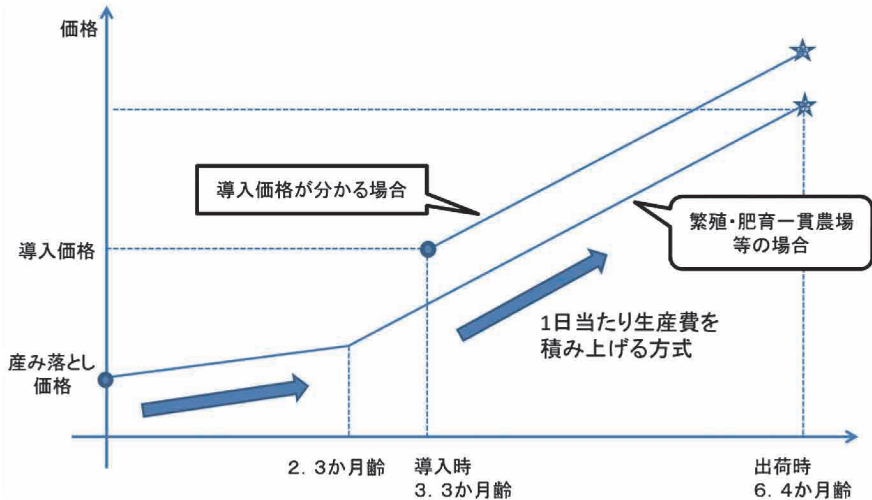 価格
導入価格が分かる場合
繁殖・肥育一貫農場
等の場合
導入価格
1日当たり生産費を
積み上げる方式
産み落とし
価格
2．3か月齢
導入時
3．3か月齢
出荷時
6．4か月齢